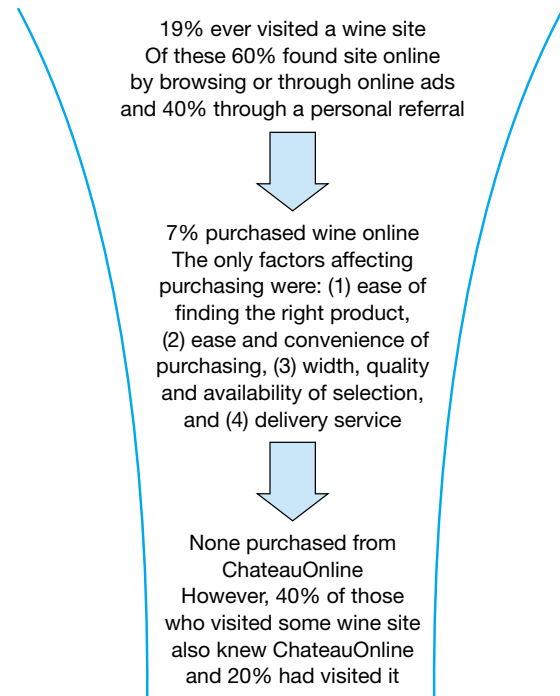 19% ever visited a wine site
Of these 60% found site online
by browsing or through online ads
and 40% through a personal referral
7% purchased wine online
The only factors affecting
purchasing were: (1) ease of
finding the right product,
(2) ease and convenience of
purchasing, (3) width, quality
and availability of selection,
and (4) delivery service
None purchased from
ChateauOnline
However, 40% of those
who visited some wine site
also knew ChateauOnline
and 20% had visited it